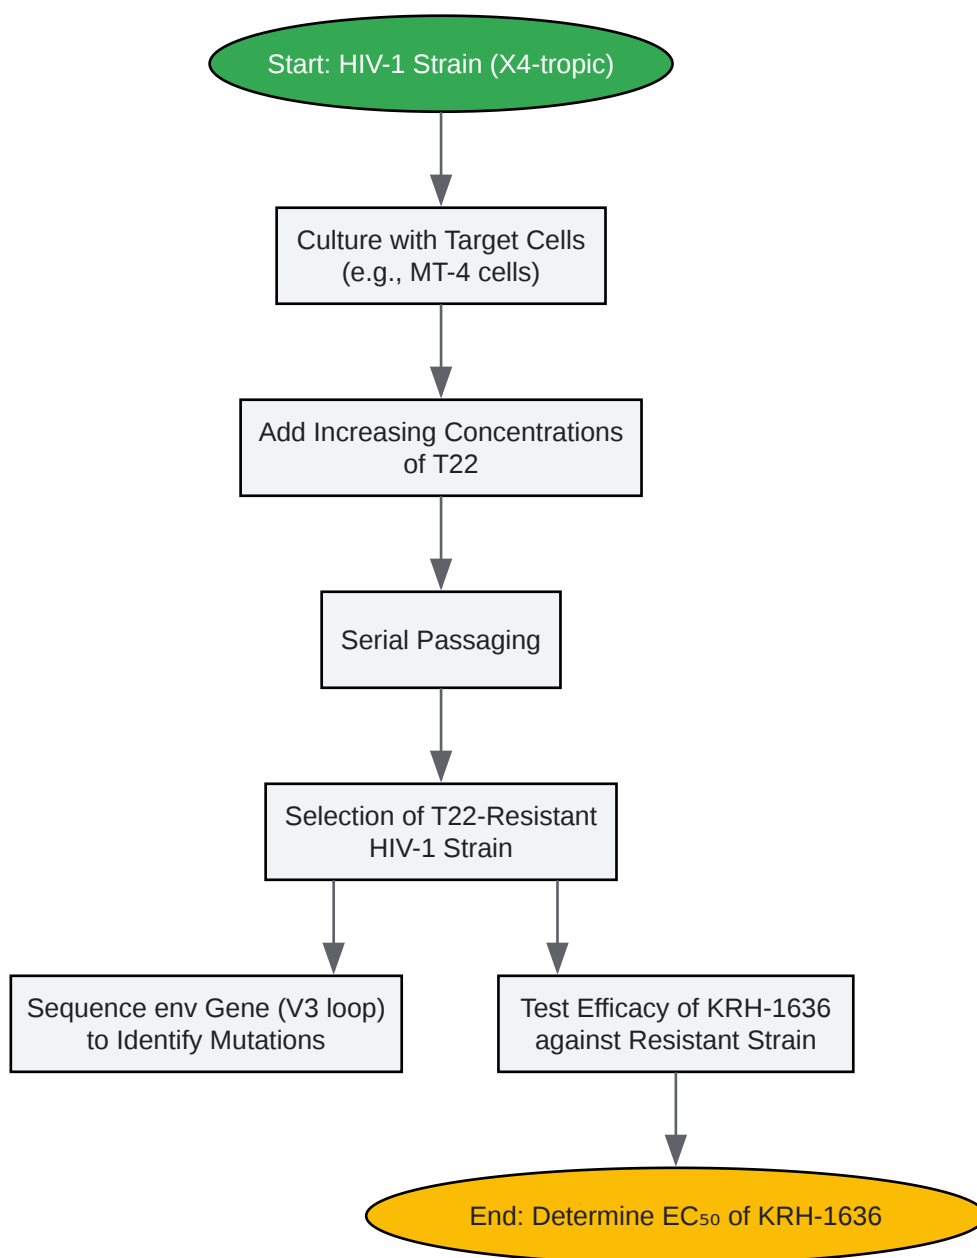 Start: HIV-1 Strain (X4-tropic)
Culture with Target Cells
(e.g., MT-4 cells)
Add Increasing Concentrations
of T22
Serial Passaging
Selection of T22-Resistant
HIV-1 Strain
Sequence env Gene (V3 loop)
to Identify Mutations
Test Efficacy of KRH-1636
against Resistant Strain
End: Determine EC₅₀ of KRH-1636